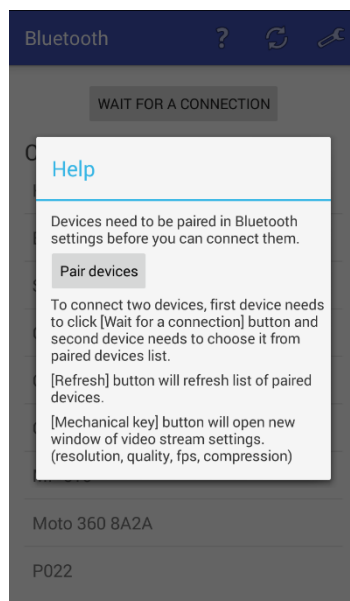 Bluetooth
?
WAIT FOR A CONNECTION
Help
Devices need to be paired in Bluetooth
settings before you can connect them.
Pair devices
To connect two devices, first device needs
to click [Wait for a connection] button and
second device needs to choose it from
paired devices list.
[Refresh] button will refresh list of paired
devices.
[Mechanical key] button will open new
window of video stream settings.
(resolution, quality, fps, compression)
Moto 360 8A2A
P022